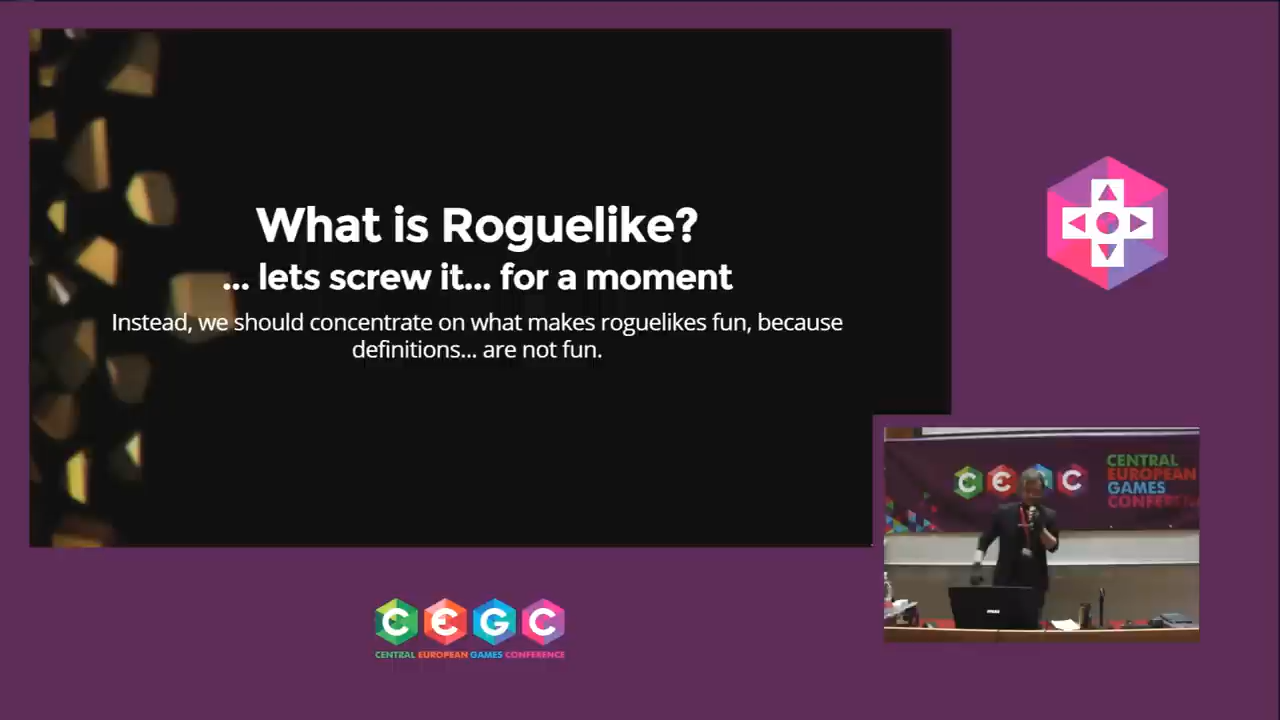 What is Roguelike?
... lets screw it... for a moment
Instead, we should concentrate on what makes roguelikes fun, because
definitions... are not fun.
C E G C
CENTRAL
EUROPEAN
GAMES
CONFERENCE
C E G C
CENTRAL EUROPEAN GAMES CONFERENCE